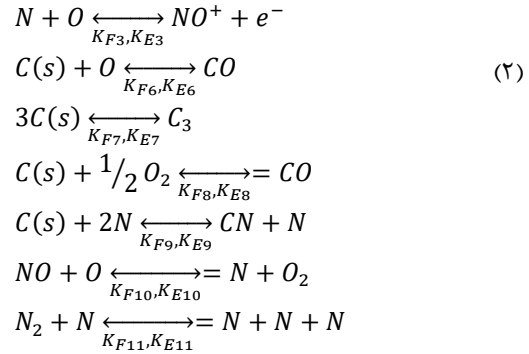 N + O ⟷ NO⁺ + e⁻
K_{F3}, K_{E3}
C(s) + O ⟷ CO (۲)
K_{F6}, K_{E6}
3C(s) ⟷ C₃
K_{F7}, K_{E7}
C(s) + 1/2 O₂ ⟷ = CO
K_{F8}, K_{E8}
C(s) + 2N ⟷ CN + N
K_{F9}, K_{E9}
NO + O ⟷ = N + O₂
K_{F10}, K_{E10}
N₂ + N ⟷ = N + N + N
K_{F11}, K_{E11}